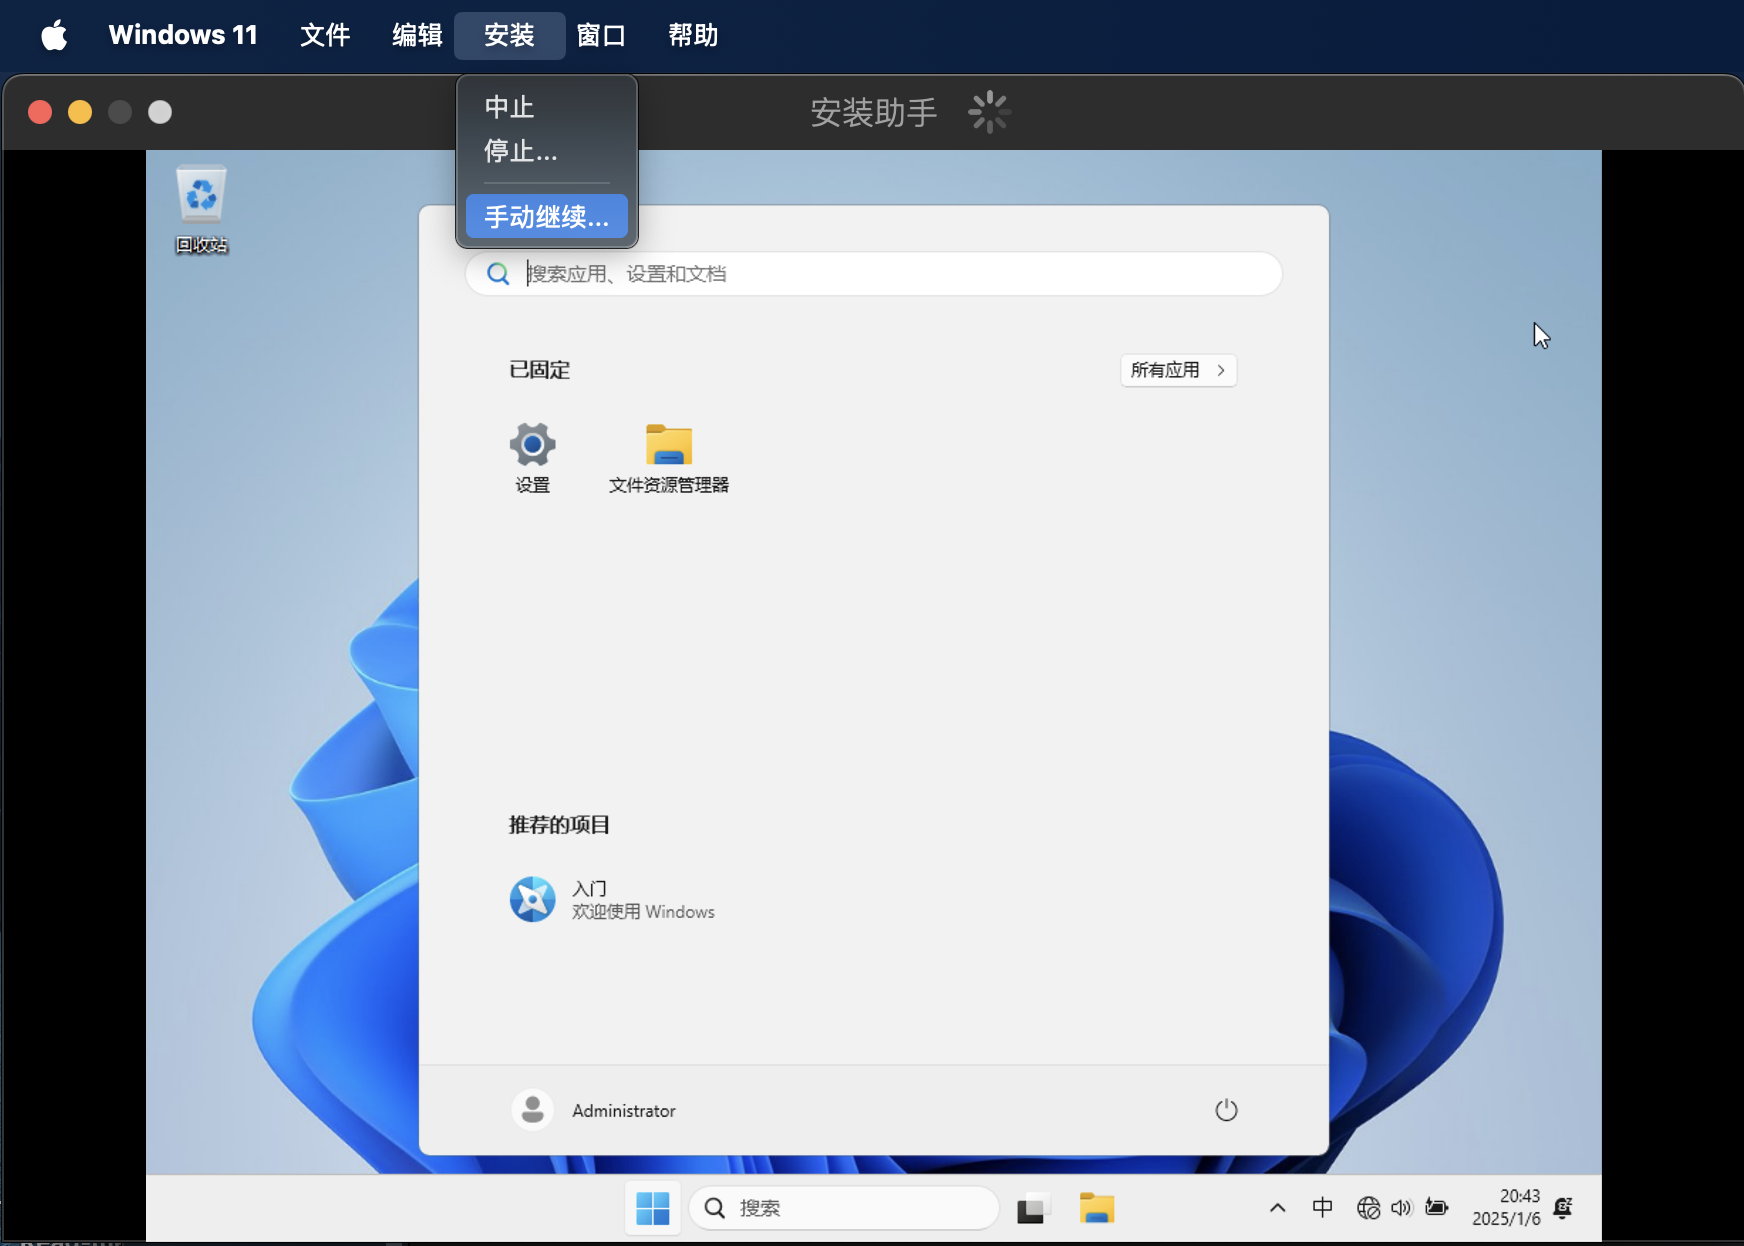 Windows 11 文件 编辑 安装 窗口 帮助
中止
停止...
手动继续...
安装助手
回收站
搜索应用、设置和文档
已固定
所有应用
设置
文件资源管理器
推荐的项目
入门
欢迎使用 Windows
Administrator
搜索
中
20:43
2025/1/6